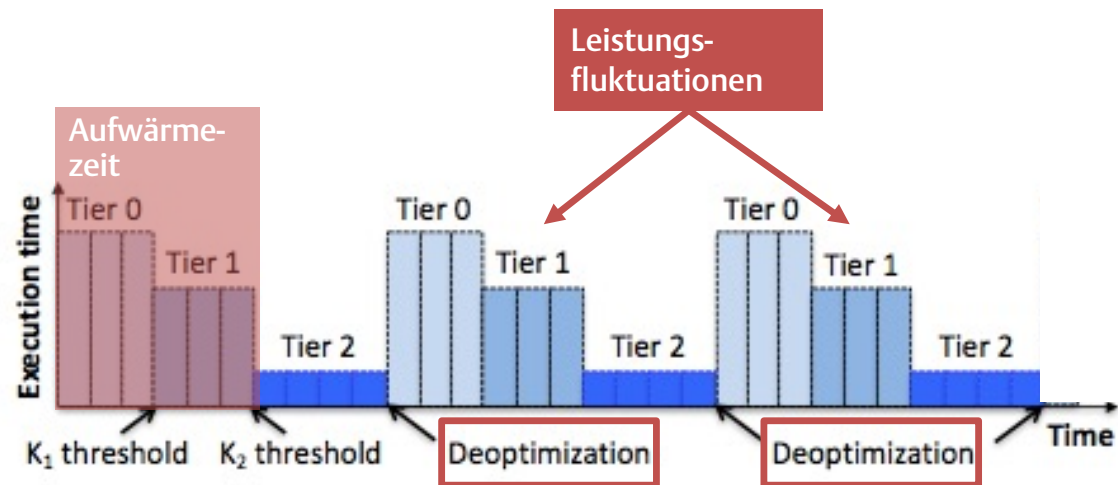 Leistungs-
fluktuationen
Aufwärme-
zeit
Execution time
Tier 0
Tier 1
Tier 2
Tier 0
Tier 1
Tier 2
Tier 0
Tier 1
Tier 2
K₁ threshold
K₂ threshold
Deoptimization
Deoptimization
Time